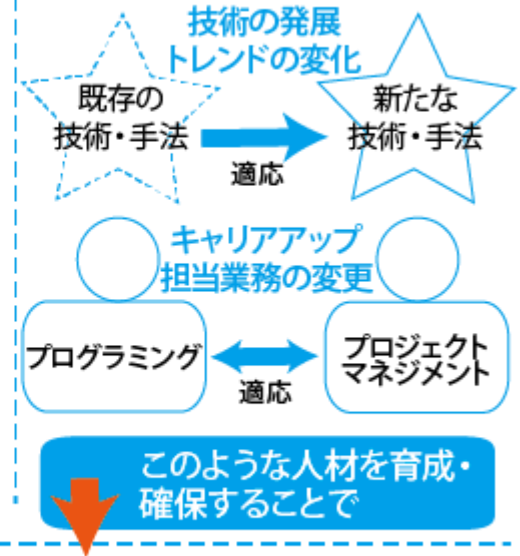 技術の発展
トレンドの変化
既存の
技術・手法
新たな
技術・手法
適応
キャリアアップ
担当業務の変更
プログラミング
プロジェクト
マネジメント
適応
このような人材を育成・
確保することで